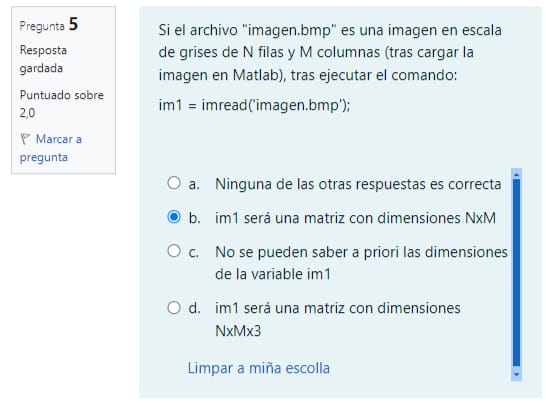 Pregunta 5
Resposta
gardada
Puntuado sobre
2,0
Marcar a
pregunta
Si el archivo "imagen.bmp" es una imagen en escala
de grises de N filas y M columnas (tras cargar la
imagen en Matlab), tras ejecutar el comando:
im1 = imread('imagen.bmp');
a. Ninguna de las otras respuestas es correcta
b. im1 será una matriz con dimensiones NxM
c. No se pueden saber a priori las dimensiones
de la variable im1
d. im1 será una matriz con dimensiones
NxMx3
Limpar a miña escolla